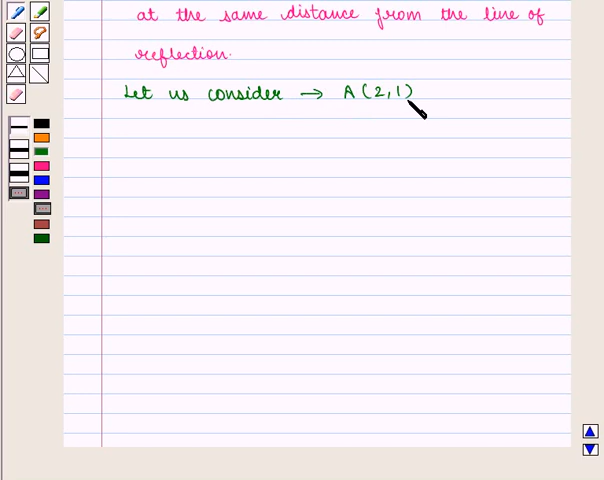 at the same distance from the line of
reflection.
Let us consider → A(2,1)